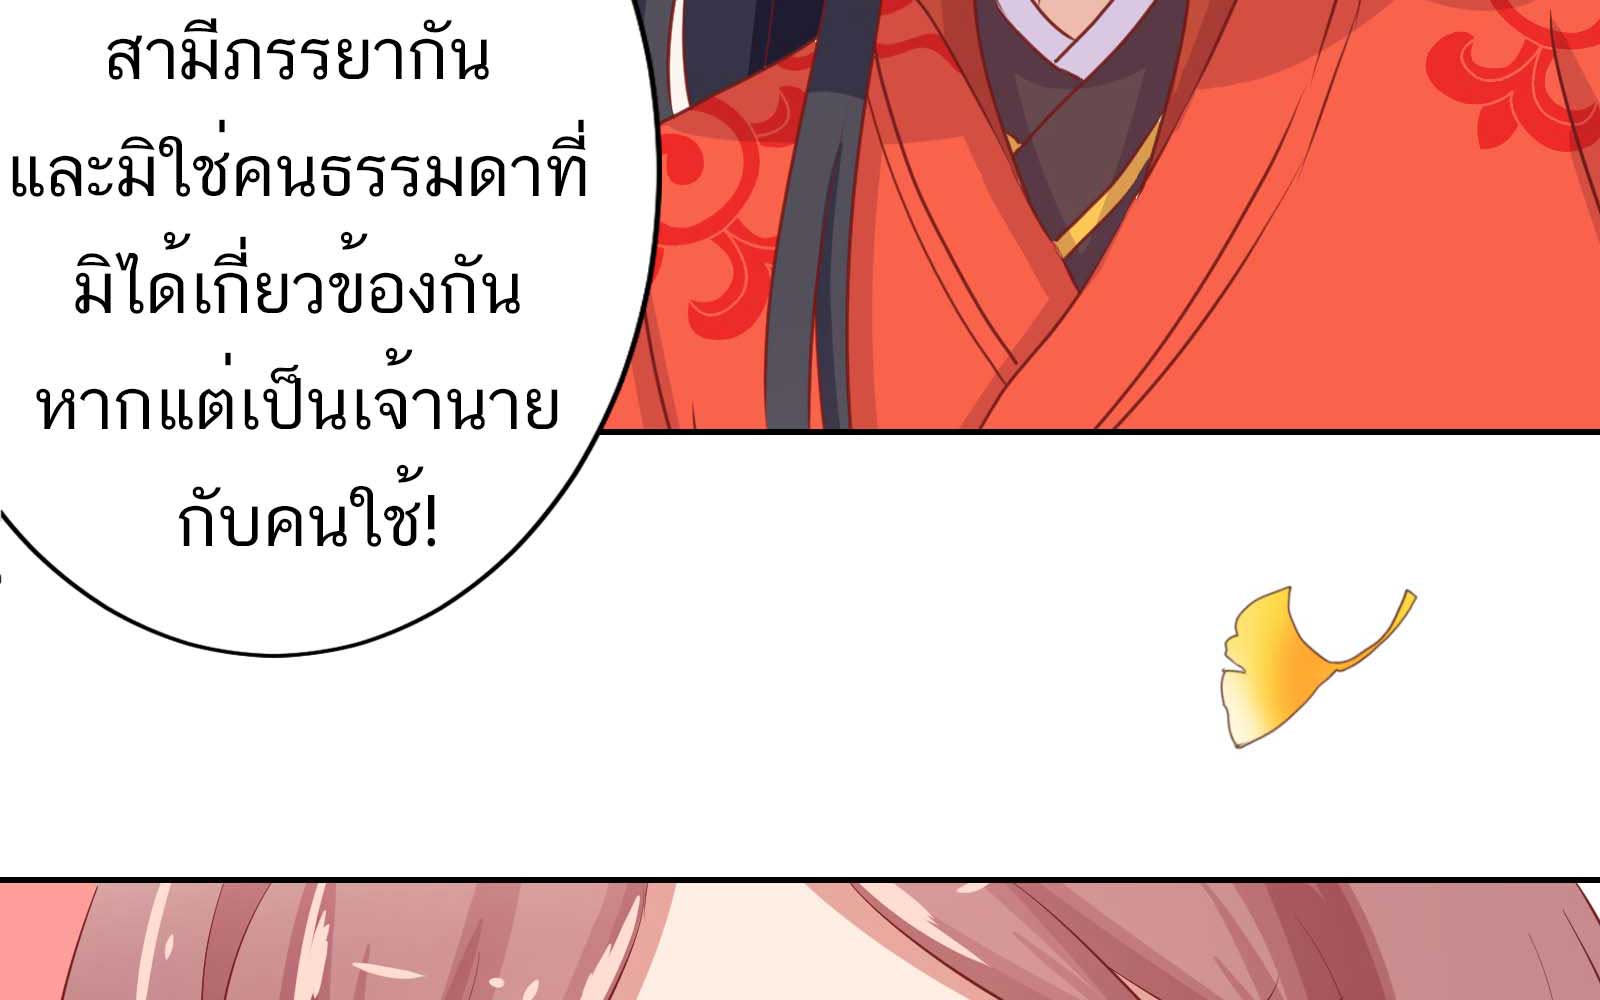 สามีภรรยากัน
และมิใช่คนธรรมดาที่
มิได้เกี่ยวข้องกัน
หากแต่เป็นเจ้านาย
กับคนใช้!